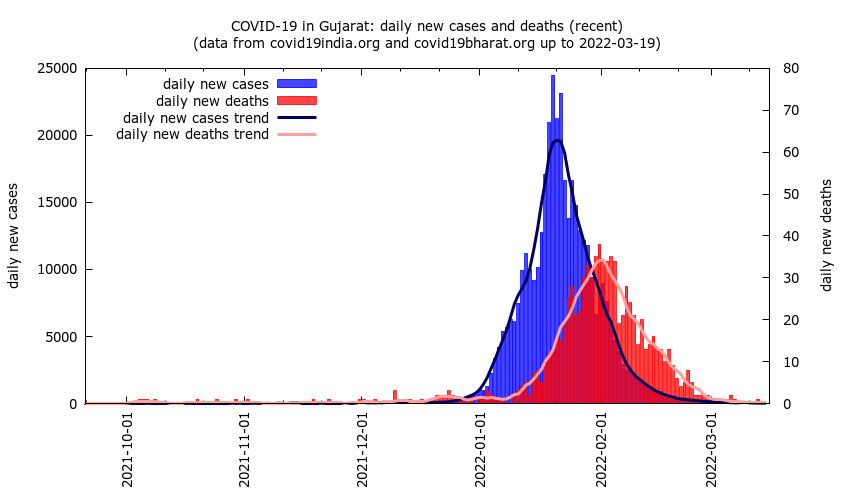 COVID-19 in Gujarat: daily new cases and deaths (recent)
(data from covid19india.org and covid19bharat.org up to 2022-03-19)
daily new cases
daily new deaths
daily new cases trend
daily new deaths trend
25000
20000
15000
10000
5000
0
daily new cases
80
70
60
50
40
30
20
10
0
daily new deaths
2021-10-01
2021-11-01
2021-12-01
2022-01-01
2022-02-01
2022-03-01